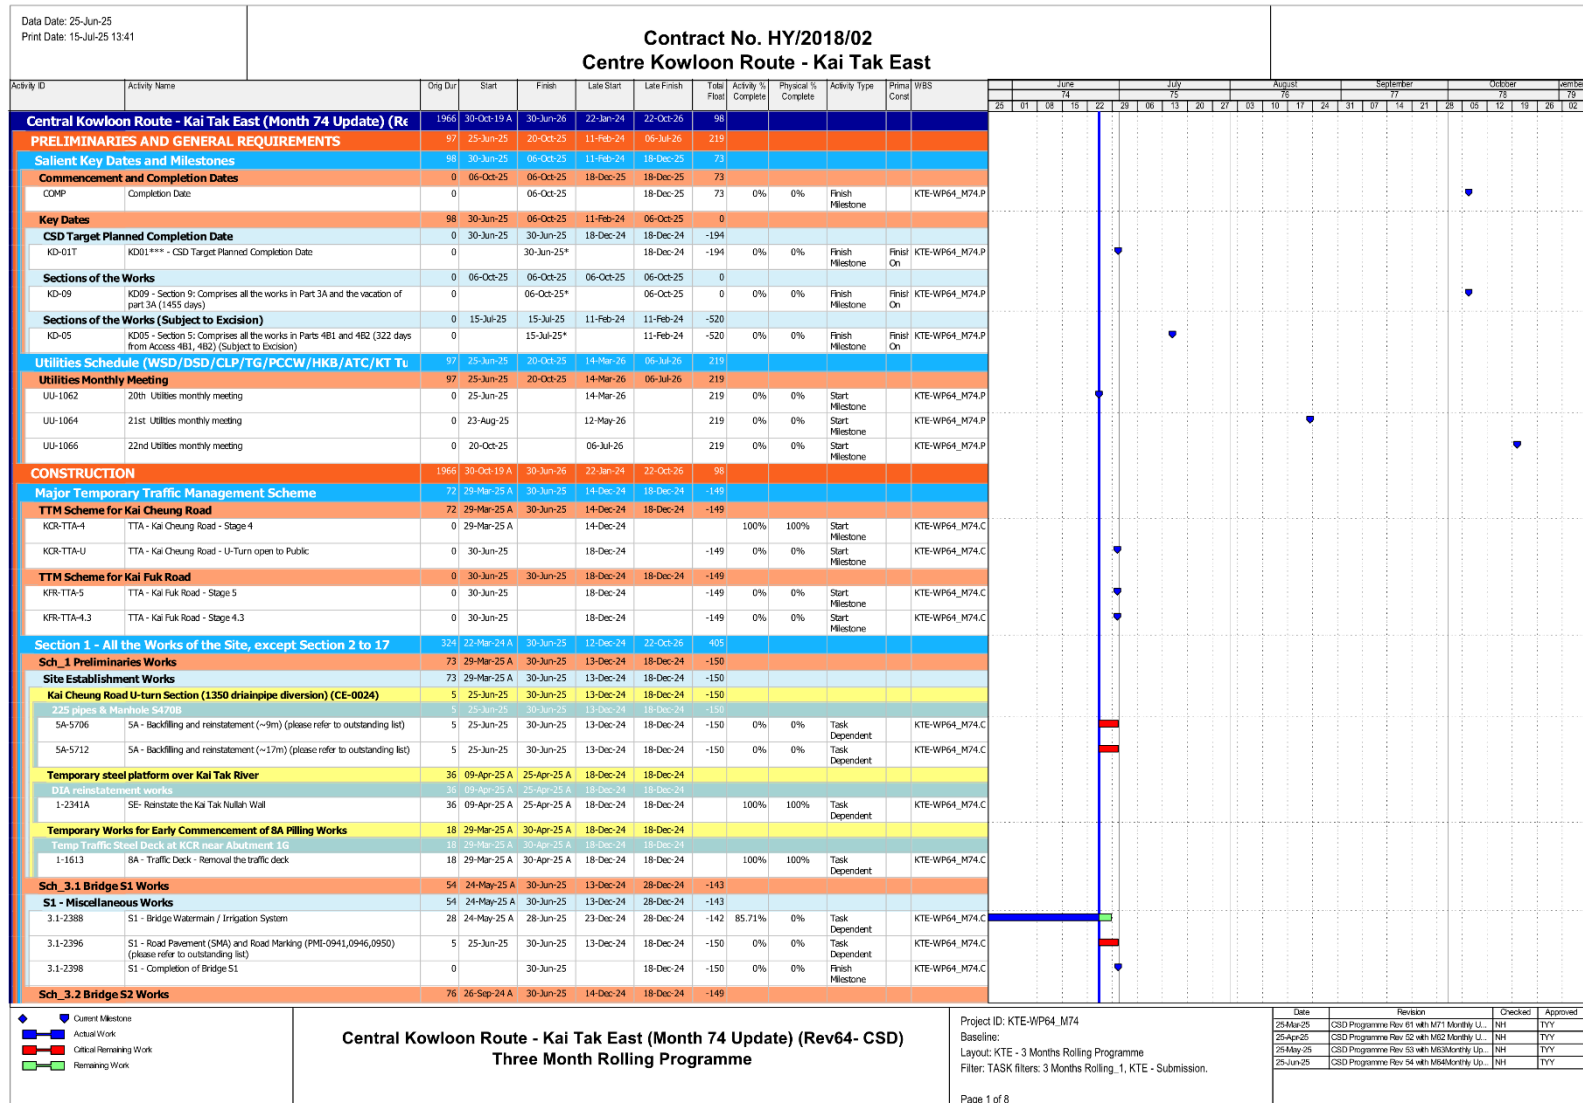 Data Date: 25-Jun-25
Print Date: 15-Jul-25 13:41
Contract No. HY/2018/02
Centre Kowloon Route - Kai Tak East
Activity ID Activity Name Orig Dur Start Finish Late Start Late Finish Total Float Activity % Complete Physical % Complete Activity Type Prima Const WBS
June July August September October
74 75 76 77 78 79
25 01 08 15 22 29 06 13 20 27 03 10 17 24 31 07 14 21 28 05 12 19 26 02
Central Kowloon Route - Kai Tak East (Month 74 Update) (Re 1966 30-Oct-19 A 30-Jun-26 22-Jan-24 22-Oct-26 98
PRELIMINARIES AND GENERAL REQUIREMENTS 97 25-Jun-25 20-Oct-25 11-Feb-24 06-Jul-26 219
Salient Key Dates and Milestones 98 30-Jun-25 06-Oct-25 11-Feb-24 18-Dec-25 73
Commencement and Completion Dates 0 06-Oct-25 06-Oct-25 18-Dec-25 18-Dec-25 73
COMP Completion Date 0 06-Oct-25 18-Dec-25 73 0% 0% Finish Milestone KTE-WP64_M74.P
Key Dates 98 30-Jun-25 06-Oct-25 11-Feb-24 06-Oct-25 0
CSD Target Planned Completion Date 0 30-Jun-25 30-Jun-25 18-Dec-24 18-Dec-24 -194
KD-01T KD01*** - CSD Target Planned Completion Date 0 30-Jun-25* 18-Dec-24 -194 0% 0% Finish Milestone Finish On KTE-WP64_M74.P
Sections of the Works 0 06-Oct-25 06-Oct-25 06-Oct-25 06-Oct-25 0
KD-09 KD09 - Section 9: Comprises all the works in Part 3A and the vacation of part 3A (1455 days) 0 06-Oct-25* 06-Oct-25 0 0% 0% Finish Milestone Finish On KTE-WP64_M74.P
Sections of the Works (Subject to Excision) 0 15-Jul-25 15-Jul-25 11-Feb-24 11-Feb-24 -520
KD-05 KD05 - Section 5: Comprises all the works in Parts 4B1 and 4B2 (322 days from Access 4B1, 4B2) (Subject to Excision) 0 15-Jul-25* 11-Feb-24 -520 0% 0% Finish Milestone Finish On KTE-WP64_M74.P
Utilities Schedule (WSD/DSD/CLP/TG/PCCW/HKB/ATC/KT Tu 97 25-Jun-25 20-Oct-25 14-Mar-26 06-Jul-26 219
Utilities Monthly Meeting 97 25-Jun-25 20-Oct-25 14-Mar-26 06-Jul-26 219
UU-1062 20th Utilities monthly meeting 0 25-Jun-25 14-Mar-26 219 0% 0% Start Milestone KTE-WP64_M74.P
UU-1064 21st Utilities monthly meeting 0 23-Aug-25 12-May-26 219 0% 0% Start Milestone KTE-WP64_M74.P
UU-1066 22nd Utilities monthly meeting 0 20-Oct-25 06-Jul-26 219 0% 0% Start Milestone KTE-WP64_M74.P
CONSTRUCTION 1966 30-Oct-19 A 30-Jun-26 22-Jan-24 22-Oct-26 98
Major Temporary Traffic Management Scheme 72 29-Mar-25 A 30-Jun-25 14-Dec-24 18-Dec-24 -149
TTM Scheme for Kai Cheung Road 72 29-Mar-25 A 30-Jun-25 14-Dec-24 18-Dec-24 -149
KCR-TTA-4 TTA - Kai Cheung Road - Stage 4 0 29-Mar-25 A 14-Dec-24 100% 100% Start Milestone KTE-WP64_M74.C
KCR-TTA-U TTA - Kai Cheung Road - U-Turn open to Public 0 30-Jun-25 18-Dec-24 -149 0% 0% Start Milestone KTE-WP64_M74.C
TTM Scheme for Kai Fuk Road 0 30-Jun-25 30-Jun-25 18-Dec-24 18-Dec-24 -149
KFR-TTA-5 TTA - Kai Fuk Road - Stage 5 0 30-Jun-25 18-Dec-24 -149 0% 0% Start Milestone KTE-WP64_M74.C
KFR-TTA-4.3 TTA - Kai Fuk Road - Stage 4.3 0 30-Jun-25 18-Dec-24 -149 0% 0% Start Milestone KTE-WP64_M74.C
Section 1 - All the Works of the Site, except Section 2 to 17 324 22-Mar-24 A 30-Jun-25 12-Dec-24 22-Oct-26 405
Sch_1 Preliminaries Works 73 29-Mar-25 A 30-Jun-25 13-Dec-24 18-Dec-24 -150
Site Establishment Works 73 29-Mar-25 A 30-Jun-25 13-Dec-24 18-Dec-24 -150
Kai Cheung Road U-turn Section (1350 driainpipe diversion) (CE-0024) 5 25-Jun-25 30-Jun-25 13-Dec-24 18-Dec-24 -150
225 pipes & Manhole S470B 5 25-Jun-25 30-Jun-25 13-Dec-24 18-Dec-24 -150
5A-5706 5A - Backfilling and reinstatement (~9m) (please refer to outstanding list) 5 25-Jun-25 30-Jun-25 13-Dec-24 18-Dec-24 -150 0% 0% Task Dependent KTE-WP64_M74.C
5A-5712 5A - Backfilling and reinstatement (~17m) (please refer to outstanding list) 5 25-Jun-25 30-Jun-25 13-Dec-24 18-Dec-24 -150 0% 0% Task Dependent KTE-WP64_M74.C
Temporary steel platform over Kai Tak River 36 09-Apr-25 A 25-Apr-25 A 18-Dec-24 18-Dec-24
DIA reinstatement works 36 09-Apr-25 A 25-Apr-25 A 18-Dec-24 18-Dec-24
1-2341A SE- Reinstate the Kai Tak Nullah Wall 36 09-Apr-25 A 25-Apr-25 A 18-Dec-24 18-Dec-24 100% 100% Task Dependent KTE-WP64_M74.C
Temporary Works for Early Commencement of 8A Pilling Works 18 29-Mar-25 A 30-Apr-25 A 18-Dec-24 18-Dec-24
Temp Traffic Steel Deck at KCR near Abutment 1G 18 29-Mar-25 A 30-Apr-25 A 18-Dec-24 18-Dec-24
1-1613 8A - Traffic Deck - Removal the traffic deck 18 29-Mar-25 A 30-Apr-25 A 18-Dec-24 18-Dec-24 100% 100% Task Dependent KTE-WP64_M74.C
Sch_3.1 Bridge S1 Works 54 24-May-25 A 30-Jun-25 13-Dec-24 28-Dec-24 -143
S1 - Miscellaneous Works 54 24-May-25 A 30-Jun-25 13-Dec-24 28-Dec-24 -143
3.1-2388 S1 - Bridge Watermain / Irrigation System 28 24-May-25 A 28-Jun-25 23-Dec-24 28-Dec-24 -142 85.71% 0% Task Dependent KTE-WP64_M74.C
3.1-2396 S1 - Road Pavement (SMA) and Road Marking (PMI-0941,0946,0950) (please refer to outstanding list) 5 25-Jun-25 30-Jun-25 13-Dec-24 18-Dec-24 -150 0% 0% Task Dependent KTE-WP64_M74.C
3.1-2398 S1 - Completion of Bridge S1 0 30-Jun-25 18-Dec-24 -150 0% 0% Finish Milestone KTE-WP64_M74.C
Sch_3.2 Bridge S2 Works 76 26-Sep-24 A 30-Jun-25 14-Dec-24 18-Dec-24 -149
Current Milestone
Actual Work
Critical Remaining Work
Remaining Work
Central Kowloon Route - Kai Tak East (Month 74 Update) (Rev64- CSD)
Three Month Rolling Programme
Project ID: KTE-WP64_M74
Baseline:
Layout: KTE - 3 Months Rolling Programme
Filter: TASK filters: 3 Months Rolling_1, KTE - Submission.
Page 1 of 8
Date Revision Checked Approved
25-Mar-25 CSD Programme Rev 61 with M71 Monthly U... NH TYY
25-Apr-25 CSD Programme Rev 52 with M62 Monthly U... NH TYY
25-May-25 CSD Programme Rev 53 with M63Monthly Up... NH TYY
25-Jun-25 CSD Programme Rev 54 with M64Monthly Up... NH TYY